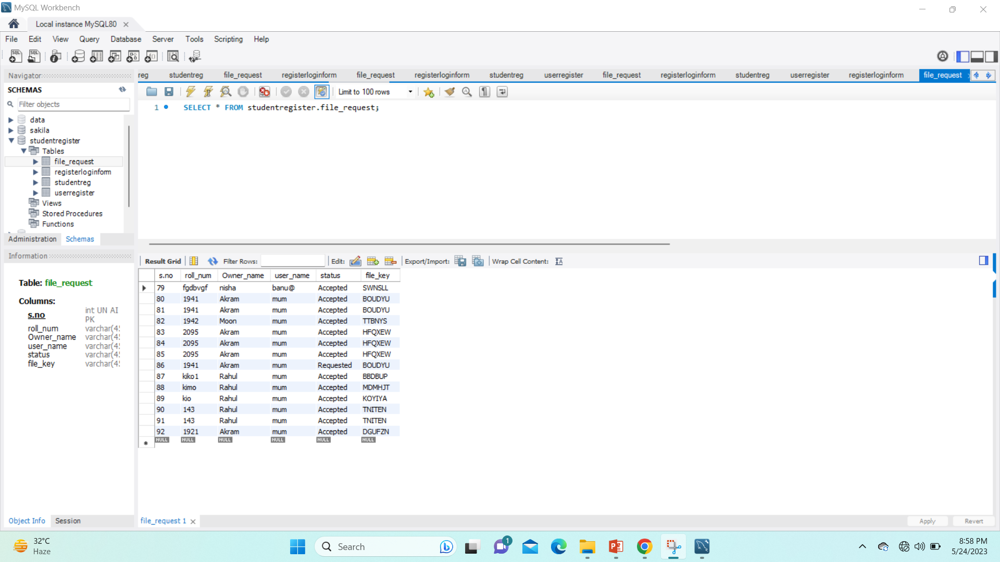 MySQL Workbench
Local instance MySQL80
File Edit View Query Database Server Tools Scripting Help
Navigator
reg studentreg file_request registerloginform file_request registerloginform studentreg userregister file_request registerloginform studentreg userregister registerloginform file_request
SCHEMAS
Limit to 100 rows
Filter objects
1 SELECT * FROM studentregister.file_request;
data
sakila
studentregister
Tables
file_request
registerloginform
studentreg
userregister
Views
Stored Procedures
Functions
Administration Schemas
Information
Result Grid Filter Rows: Edit: Export/Import: Wrap Cell Content:
Table: file_request
Columns:
s.no int UN AI
PK
roll_num varchar(45
Owner_name varchar(45
user_name varchar(45
status varchar(45
file_key varchar(45
s.no roll_num Owner_name user_name status file_key
79 fgdbvgf nisha banu@ Accepted SWNSLL
80 1941 Akram mum Accepted BOUDYU
81 1941 Akram mum Accepted BOUDYU
82 1942 Moon mum Accepted TTBNYS
83 2095 Akram mum Accepted HFQXEW
84 2095 Akram mum Accepted HFQXEW
85 2095 Akram mum Accepted HFQXEW
86 1941 Akram mum Requested BOUDYU
87 kiko1 Rahul mum Accepted BBDBUP
88 kimo Rahul mum Accepted MDMHJT
89 kio Rahul mum Accepted KOYIYA
90 143 Rahul mum Accepted TNITEN
91 143 Rahul mum Accepted TNITEN
92 1921 Akram mum Accepted DGUFZN
NULL NULL NULL NULL NULL NULL
Object Info Session
file_request 1
Apply Revert
32°C
Haze
Search
1
8:58 PM
5/24/2023